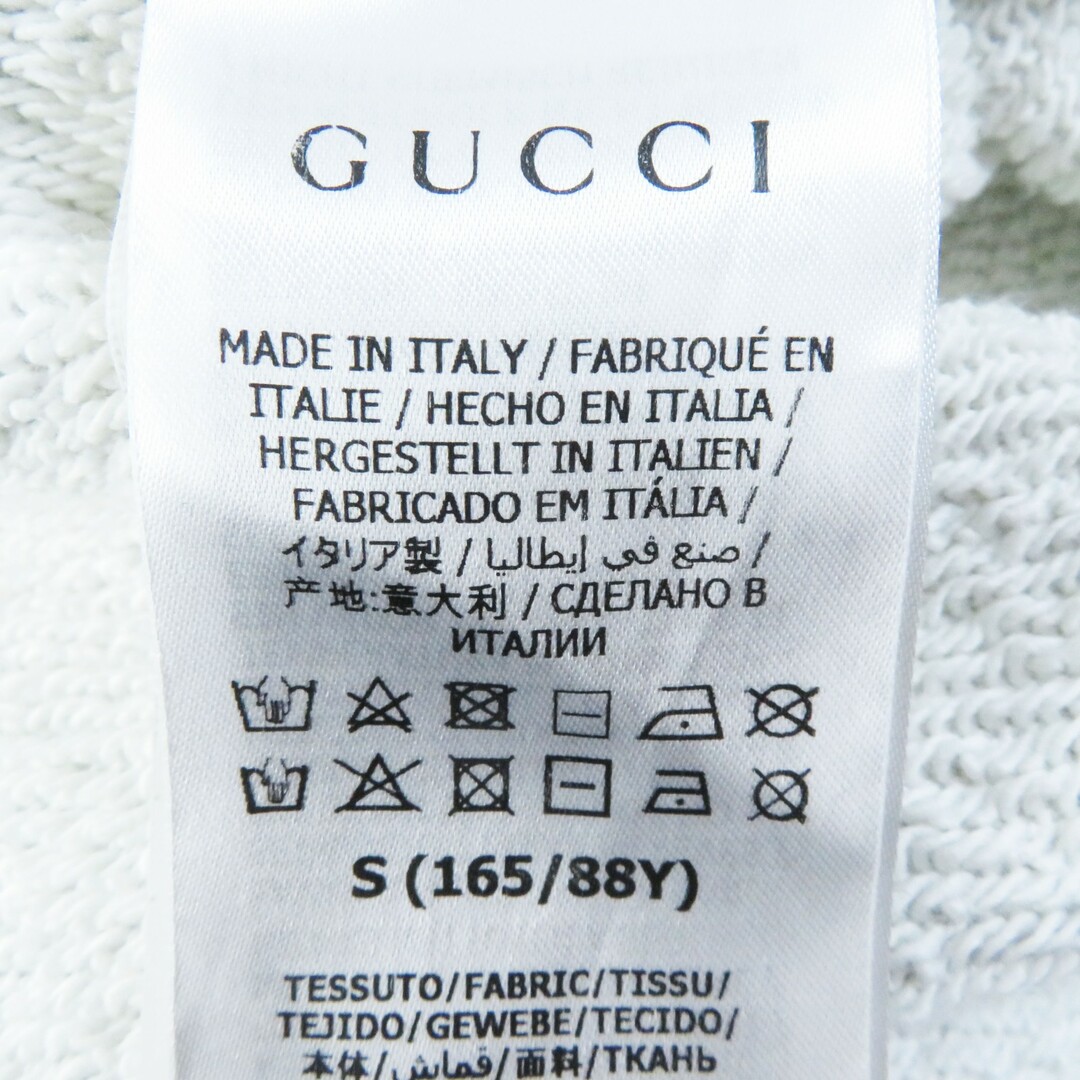 GUCCI
MADE IN ITALY / FABRIQUÉ EN
ITALIE / HECHO EN ITALIA /
HERGESTELLT IN ITALIEN /
FABRICADO EM ITÁLIA /
イタリア製 / صنع في إيطاليا /
产地:意大利 / СДЕЛАНО В
ИТАЛИИ
S (165/88Y)
TESSUTO/FABRIC/TISSU/
TEJIDO/GEWEBE/TECIDO/
本体/قماش/面料/ТКАНЬ